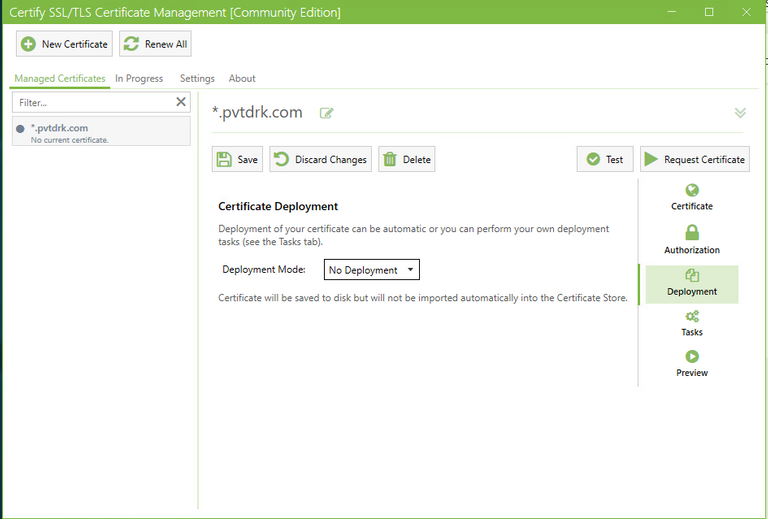 Certify SSL/TLS Certificate Management [Community Edition]
New Certificate
Renew All
Managed Certificates
In Progress
Settings
About
Filter...
*.pvtdrk.com
No current certificate.
*.pvtdrk.com
Save
Discard Changes
Delete
Test
Request Certificate
Certificate Deployment
Deployment of your certificate can be automatic or you can perform your own deployment
tasks (see the Tasks tab).
Deployment Mode:
No Deployment
Certificate will be saved to disk but will not be imported automatically into the Certificate Store.
Certificate
Authorization
Deployment
Tasks
Preview